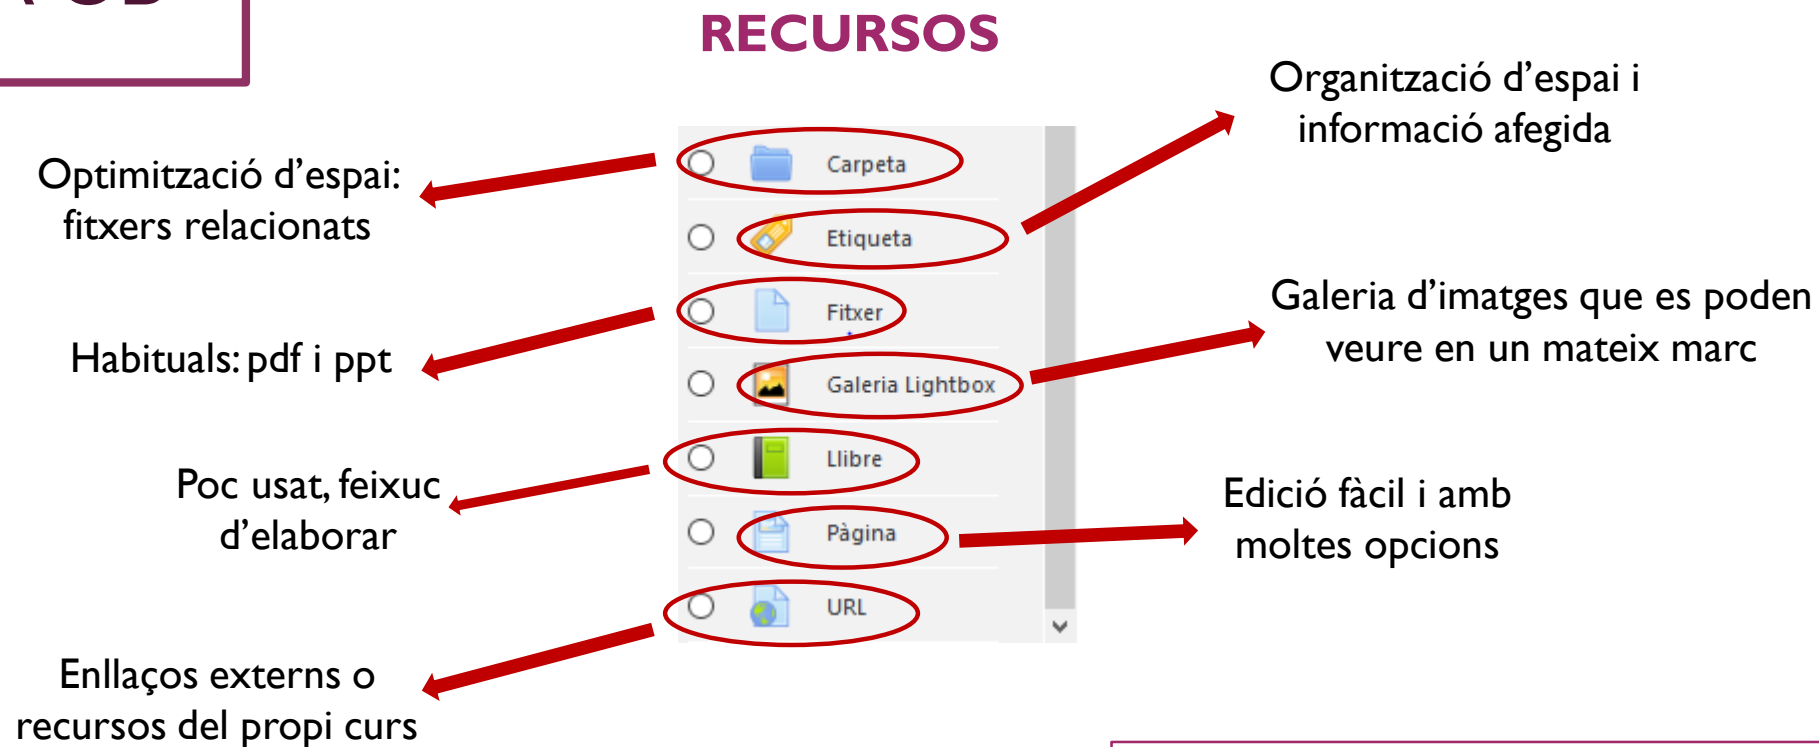 RECURSOS
Organització d’espai i
informació afegida
Optimització d’espai:
fitxers relacionats
Carpeta
Etiqueta
Fitxer
Galeria Lightbox
Llibre
Pàgina
URL
Galeria d’imatges que es poden
veure en un mateix marc
Habituals: pdf i ppt
Poc usat, feixuc
d’elaborar
Edició fàcil i amb
moltes opcions
Enllaços externs o
recursos del propi curs